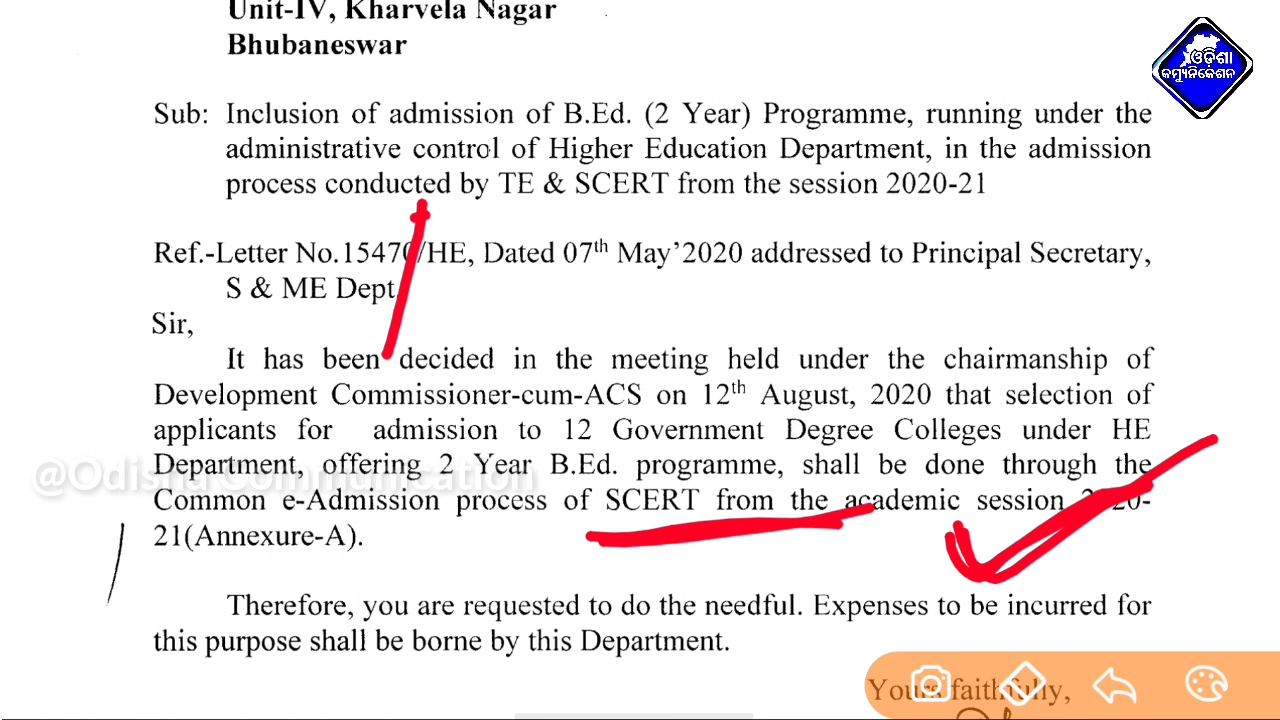 Unit-IV, Kharvela Nagar
Bhubaneswar
ଓଡ଼ିଶା
କମ୍ୟୁନିକେଶନ
Sub: Inclusion of admission of B.Ed. (2 Year) Programme, running under the
administrative control of Higher Education Department, in the admission
process conducted by TE & SCERT from the session 2020-21
Ref.-Letter No.15470/HE, Dated 07th May'2020 addressed to Principal Secretary,
S & ME Dept.
Sir,
It has been decided in the meeting held under the chairmanship of
Development Commissioner-cum-ACS on 12th August, 2020 that selection of
applicants for admission to 12 Government Degree Colleges under HE
Department, offering 2 Year B.Ed. programme, shall be done through the
@Odisha Communication
Common e-Admission process of SCERT from the academic session 2020-
21(Annexure-A).
Therefore, you are requested to do the needful. Expenses to be incurred for
this purpose shall be borne by this Department.
Yours faithfully,